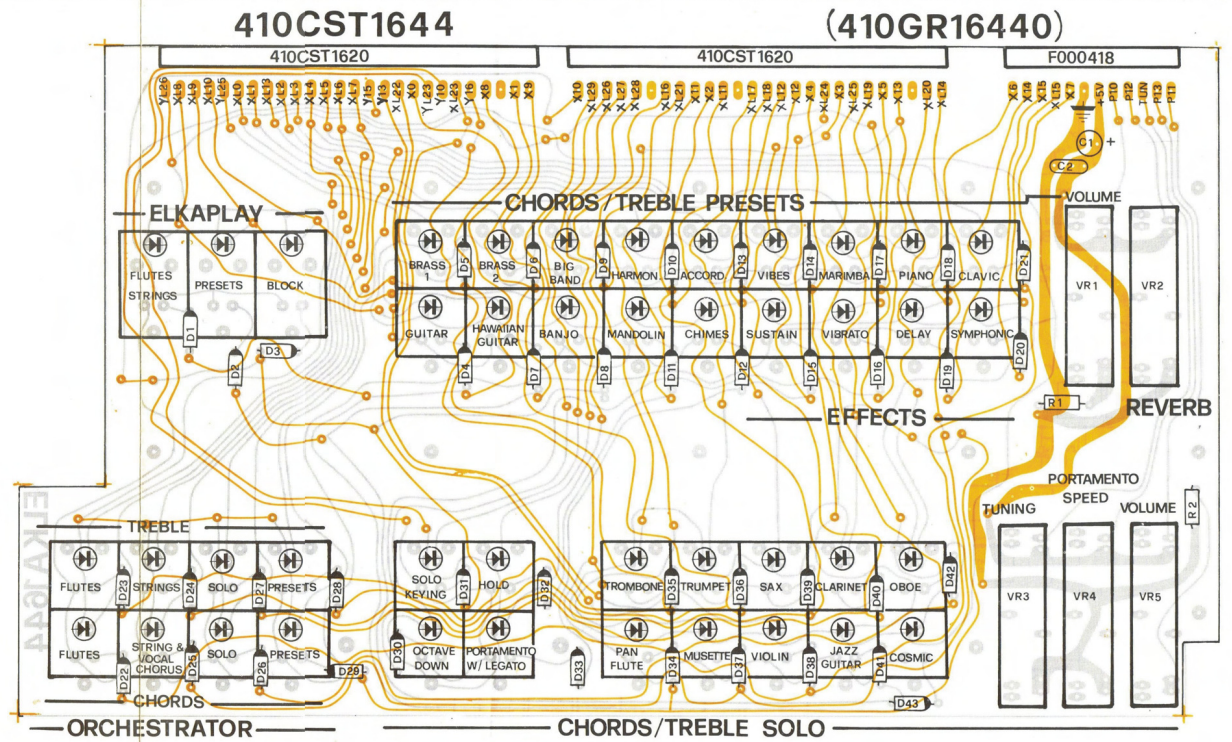 410CST1644 (410GR16440)
410CST1620 410CST1620 F000418
YL26 XL8 XL9 XL10 YL25 XL0 XL1 XL13 XL2 XL3 XL4 XL5 XL6 XL7 Y15 Y13 XL22 X0 YL23 Y10 XL23 Y16 X8 X1 X9
X10 XL29 XL26 XL27 XL28 XL16 XL21 X11 X2 XL11 XL17 XL18 XL12 X12 X4 XL24 X3 XL25 XL19 X5 X13 XL20 XL14
X6 X14 X15 XL15 X7 +5V P10 P12 TUN P13 P11
C1 +
C2
CHORDS/TREBLE PRESETS VOLUME
ELKAPLAY
FLUTES STRINGS PRESETS BLOCK
BRASS 1 D5 BRASS 2 D6 BIG BAND D9 HARMON D10 ACCORD D13 VIBES D14 MARIMBA D17 PIANO D18 CLAVIC. D21
VR1 VR2
GUITAR HAWAIIAN GUITAR BANJO MANDOLIN CHIMES SUSTAIN VIBRATO DELAY SYMPHONIC
D1 D2 D3 D4 D7 D8 D11 D12 D15 D16 D19 D20
R1 REVERB
EFFECTS
PORTAMENTO SPEED
TUNING VOLUME R2
ELKA1644
TREBLE
FLUTES D23 STRINGS D24 SOLO D27 PRESETS D28
SOLO KEYING D31 HOLD D32
TROMBONE D35 TRUMPET D36 SAX D39 CLARINET D40 OBOE D42
VR3 VR4 VR5
FLUTES D22 STRING & VOCAL CHORUS D25 SOLO D26 PRESETS D29
D30 OCTAVE DOWN PORTAMENTO W/ LEGATO D33
PAN FLUTE D34 MUSETTE D37 VIOLIN D38 JAZZ GUITAR D41 COSMIC
D43
CHORDS
ORCHESTRATOR CHORDS/TREBLE SOLO